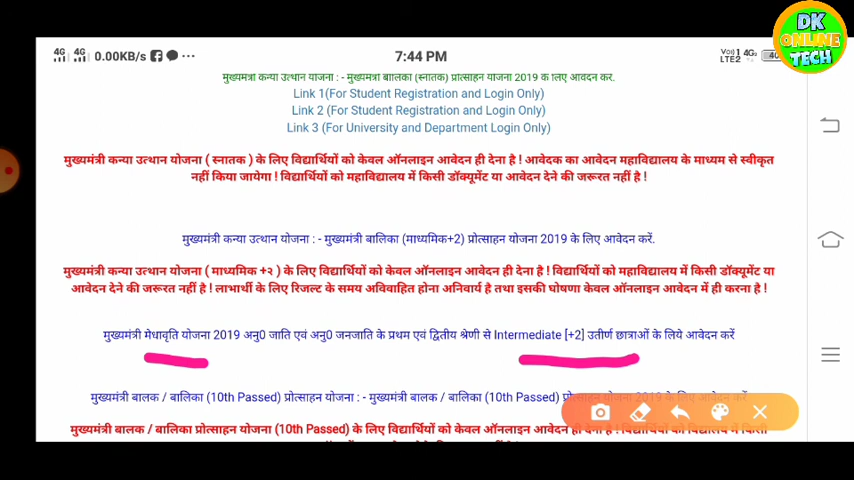 DK
ONLINE
TECH
4G 4G 0.00KB/s
7:44 PM
LTE2
मुख्यमंत्री कन्या उत्थान योजना : - मुख्यमंत्री बालिका (स्नातक) प्रोत्साहन योजना 2019 के लिए आवेदन कर.
Link 1(For Student Registration and Login Only)
Link 2 (For Student Registration and Login Only)
Link 3 (For University and Department Login Only)
मुख्यमंत्री कन्या उत्थान योजना ( स्नातक ) के लिए विद्यार्थियों को केवल ऑनलाइन आवेदन ही देना है ! आवेदक का आवेदन महाविद्यालय के माध्यम से स्वीकृत
नहीं किया जायेगा ! विद्यार्थियों को महाविद्यालय में किसी डॉक्यूमेंट या आवेदन देने की जरूरत नहीं है !
मुख्यमंत्री कन्या उत्थान योजना : - मुख्यमंत्री बालिका (माध्यमिक+2) प्रोत्साहन योजना 2019 के लिए आवेदन करें.
मुख्यमंत्री कन्या उत्थान योजना ( माध्यमिक +२ ) के लिए विद्यार्थियों को केवल ऑनलाइन आवेदन ही देना है ! विद्यार्थियों को महाविद्यालय में किसी डॉक्यूमेंट या
आवेदन देने की जरूरत नहीं है ! लाभार्थी के लिए रिजल्ट के समय अविवाहित होना अनिवार्य है तथा इसकी घोषणा केवल ऑनलाइन आवेदन में ही करना है !
मुख्यमंत्री मेधावृति योजना 2019 अनु0 जाति एवं अनु0 जनजाति के प्रथम एवं द्वितीय श्रेणी से Intermediate [+2] उतीर्ण छात्राओं के लिये आवेदन करें
मुख्यमंत्री बालक / बालिका (10th Passed) प्रोत्साहन योजना : - मुख्यमंत्री बालक / बालिका (10th Passed) प्रोत्साहन योजना 2019 के लिए आवेदन करें
मुख्यमंत्री बालक / बालिका प्रोत्साहन योजना (10th Passed) के लिए विद्यार्थियों को केवल ऑनलाइन आवेदन ही देना है ! विद्यार्थियों को विद्यालय में किसी